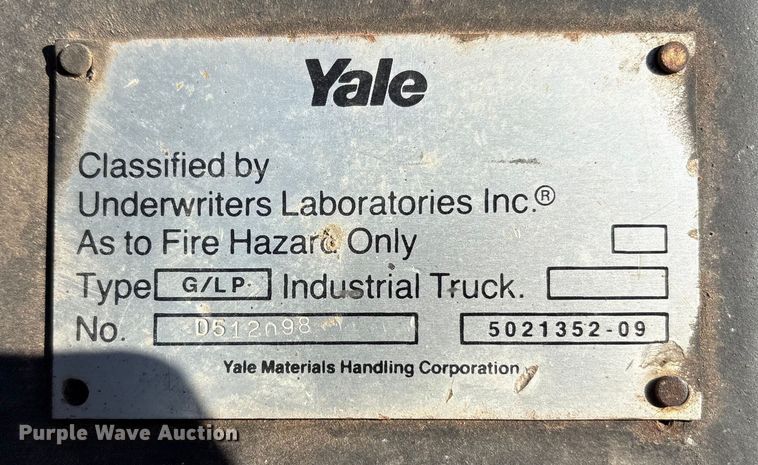 Yale
Classified by
Underwriters Laboratories Inc.®
As to Fire Hazard Only
Type G/LP Industrial Truck.
No. D512098 5021352-09
Yale Materials Handling Corporation
Purple Wave Auction